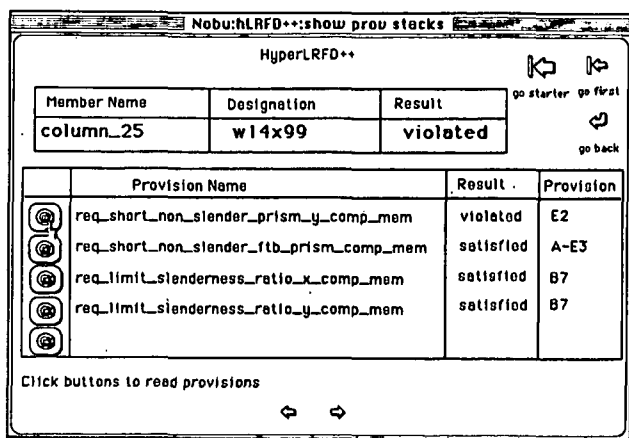 Nobu:hLRFD++:show prov stacks
HyperLRFD++
go starter go first
Member Name Designation Result
column_25 w14x99 violated
go back
Provision Name Result Provision
req_short_non_slender_prism_y_comp_mem violated E2
req_short_non_slender_ftb_prism_comp_mem satisfied A-E3
req_limit_slenderness_ratio_x_comp_mem satisfied B7
req_limit_slenderness_ratio_y_comp_mem satisfied B7
Click buttons to read provisions